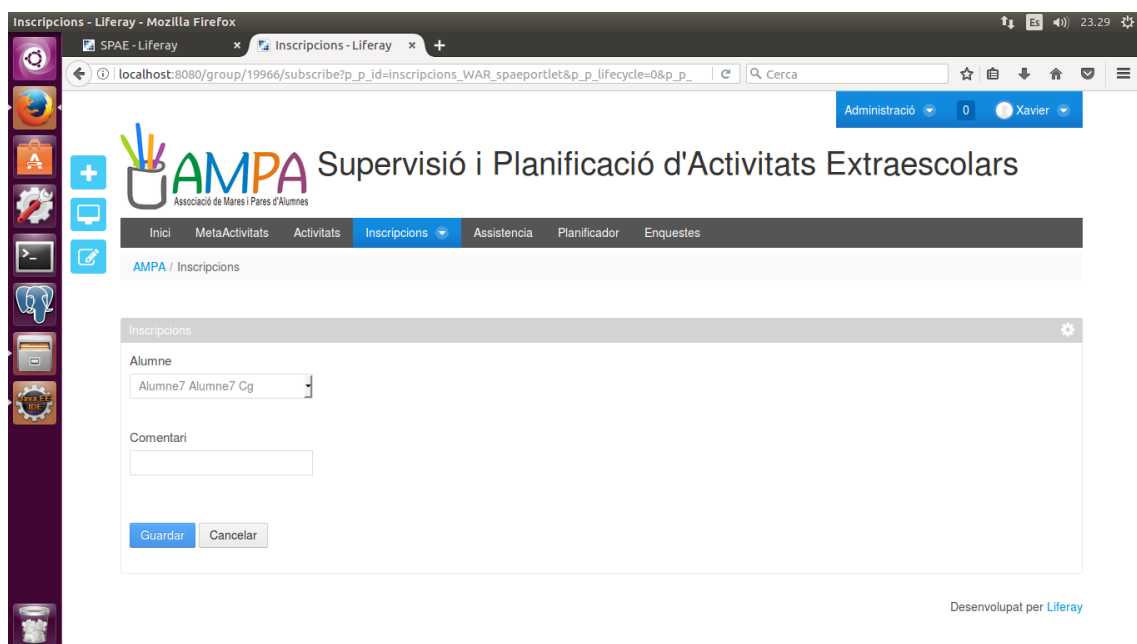 Inscripcions - Liferay - Mozilla Firefox
Es
23.29
SPAE - Liferay
Inscripcions - Liferay
localhost:8080/group/19966/subscribe?p_p_id=inscripcions_WAR_spaeportlet&p_p_lifecycle=0&p_p_
Cerca
Administració
0
Xavier
AMPA
Associació de Mares i Pares d'Alumnes
Supervisió i Planificació d'Activitats Extraescolars
Inici MetaActivitats Activitats Inscripcions Assistencia Planificador Enquestes
AMPA / Inscripcions
Inscripcions
Alumne
Alumne7 Alumne7 Cg
Comentari
Guardar Cancelar
Desenvolupat per Liferay
Java EE
IDE